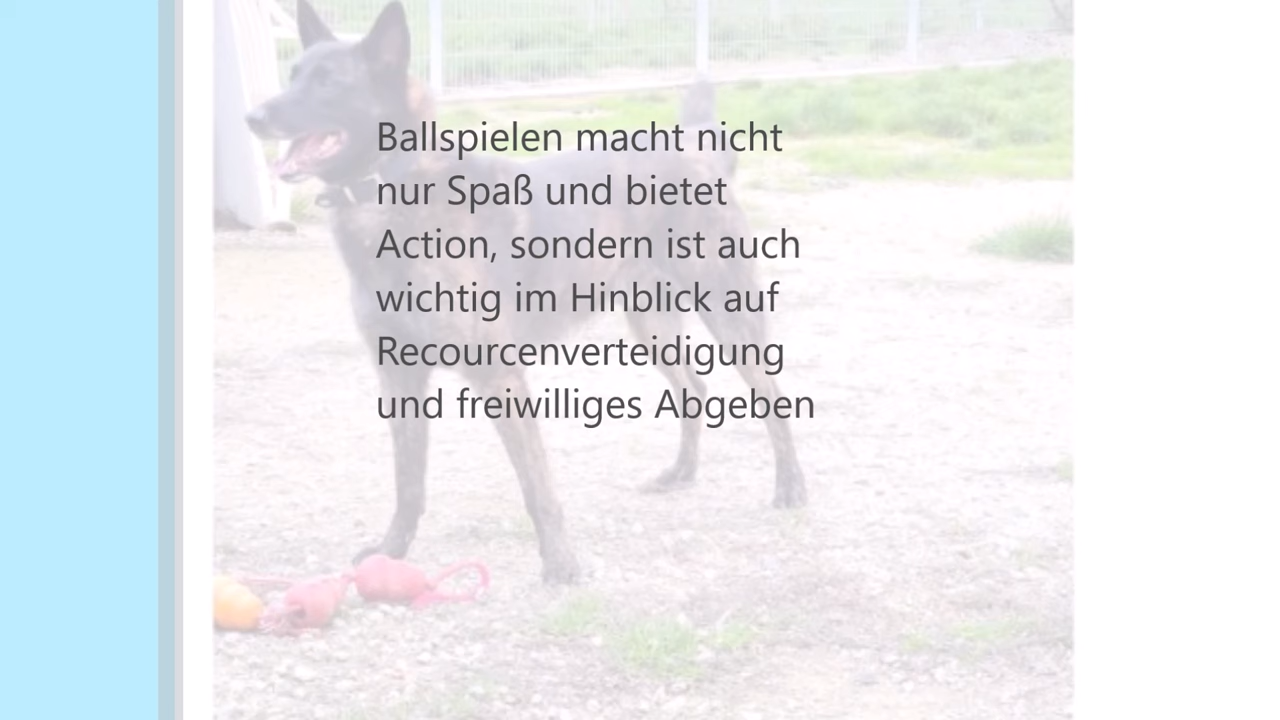 Ballspielen macht nicht
nur Spaß und bietet
Action, sondern ist auch
wichtig im Hinblick auf
Recourcenverteidigung
und freiwilliges Abgeben